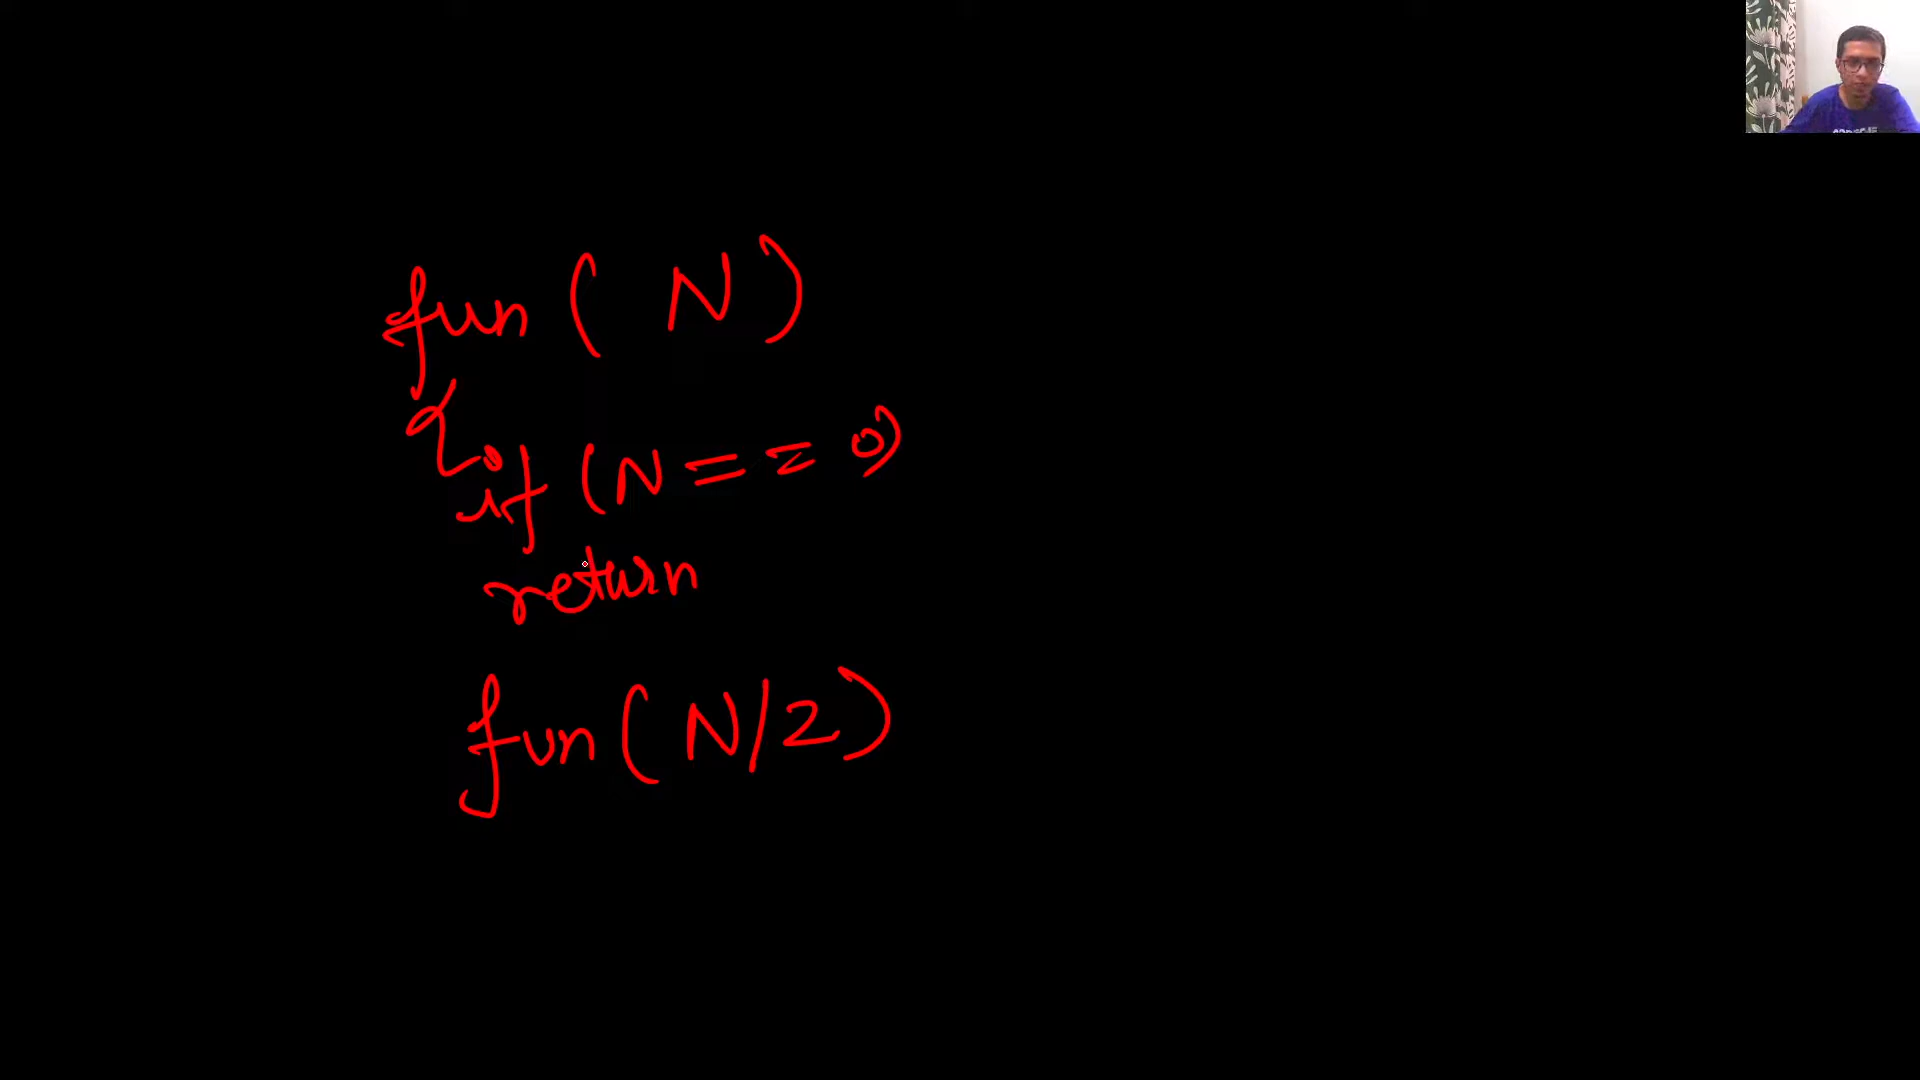 fun ( N )
{
if (N == 0)
return
fun ( N/2 )